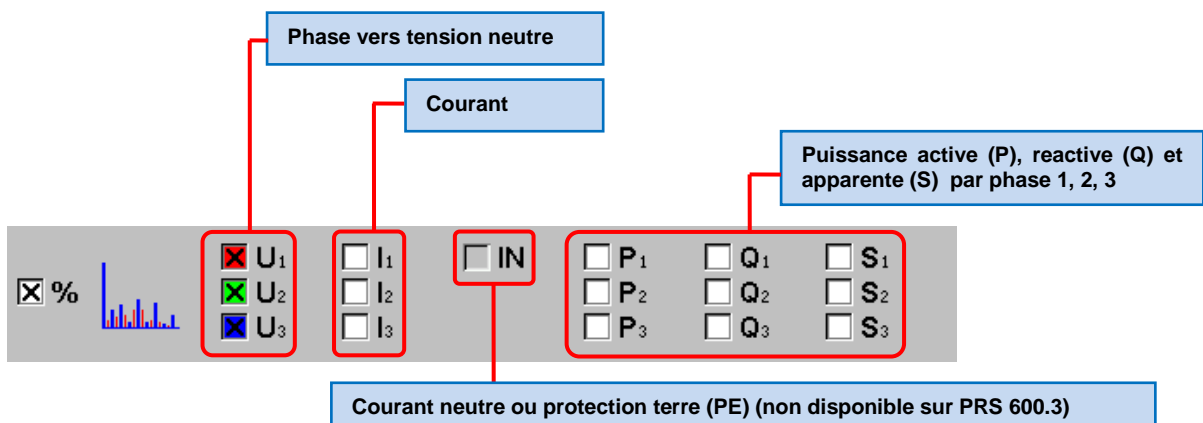 Phase vers tension neutre
Courant
Puissance active (P), reactive (Q) et
apparente (S) par phase 1, 2, 3
% U1 I1 IN P1 Q1 S1
U2 I2 P2 Q2 S2
U3 I3 P3 Q3 S3
Courant neutre ou protection terre (PE) (non disponible sur PRS 600.3)